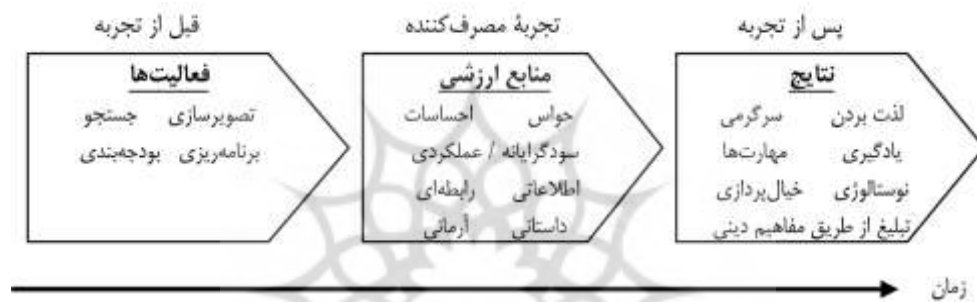 قبل از تجربه
فعالیت‌ها
تصویرسازی جستجو
برنامه‌ریزی بودجه‌بندی
تجربهٔ مصرف‌کننده
منابع ارزشی
حواس احساسات
سودگرایانه / عملکردی
اطلاعاتی رابطه‌ای
داستانی آرمانی
پس از تجربه
نتایج
لذت بردن سرگرمی
یادگیری مهارت‌ها
نوستالوژی خیال‌پردازی
تبلیغ از طریق مفاهیم دینی
زمان